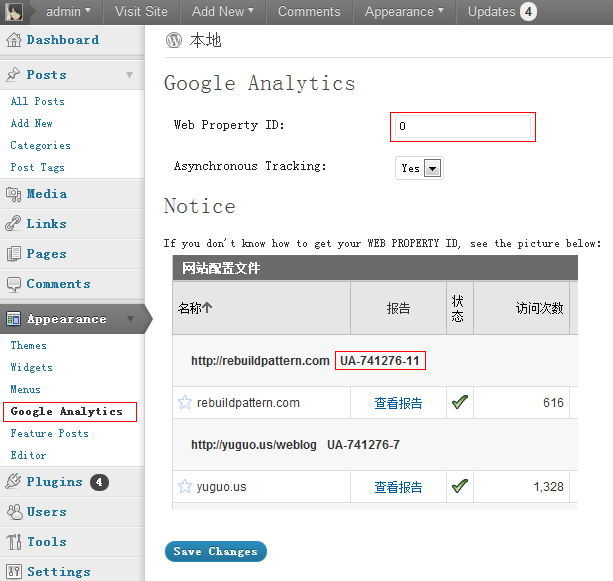 admin Visit Site Add New Comments Appearance Updates 4
Dashboard
Posts
All Posts
Add New
Categories
Post Tags
Media
Links
Pages
Comments
Appearance
Themes
Widgets
Menus
Google Analytics
Feature Posts
Editor
Plugins 4
Users
Tools
Settings
本地
Google Analytics
Web Property ID: 0
Asynchronous Tracking: Yes
Notice
If you don't know how to get your WEB PROPERTY ID, see the picture below:
网站配置文件
名称↑ 报告 状态 访问次数
http://rebuildpattern.com UA-741276-11
rebuildpattern.com 查看报告 616
http://yuguo.us/weblog UA-741276-7
yuguo.us 查看报告 1,328
Save Changes